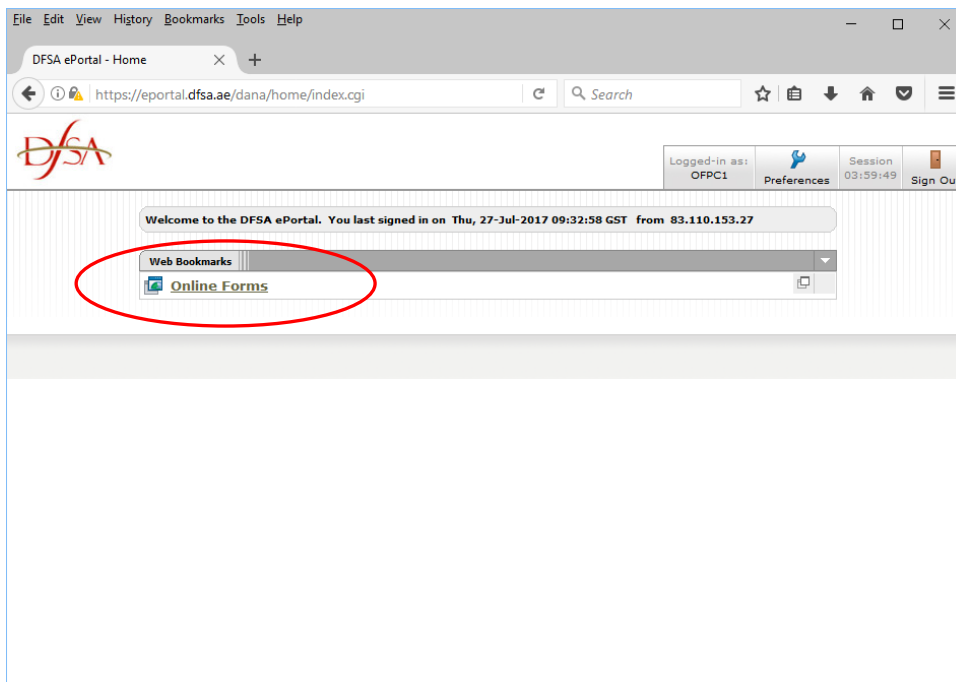 File Edit View History Bookmarks Tools Help
DFSA ePortal - Home
https://eportal.dfsa.ae/dana/home/index.cgi Search
DFSA
Logged-in as: OFPC1 Preferences Session 03:59:49 Sign Ou
Welcome to the DFSA ePortal. You last signed in on Thu, 27-Jul-2017 09:32:58 GST from 83.110.153.27
Web Bookmarks
Online Forms